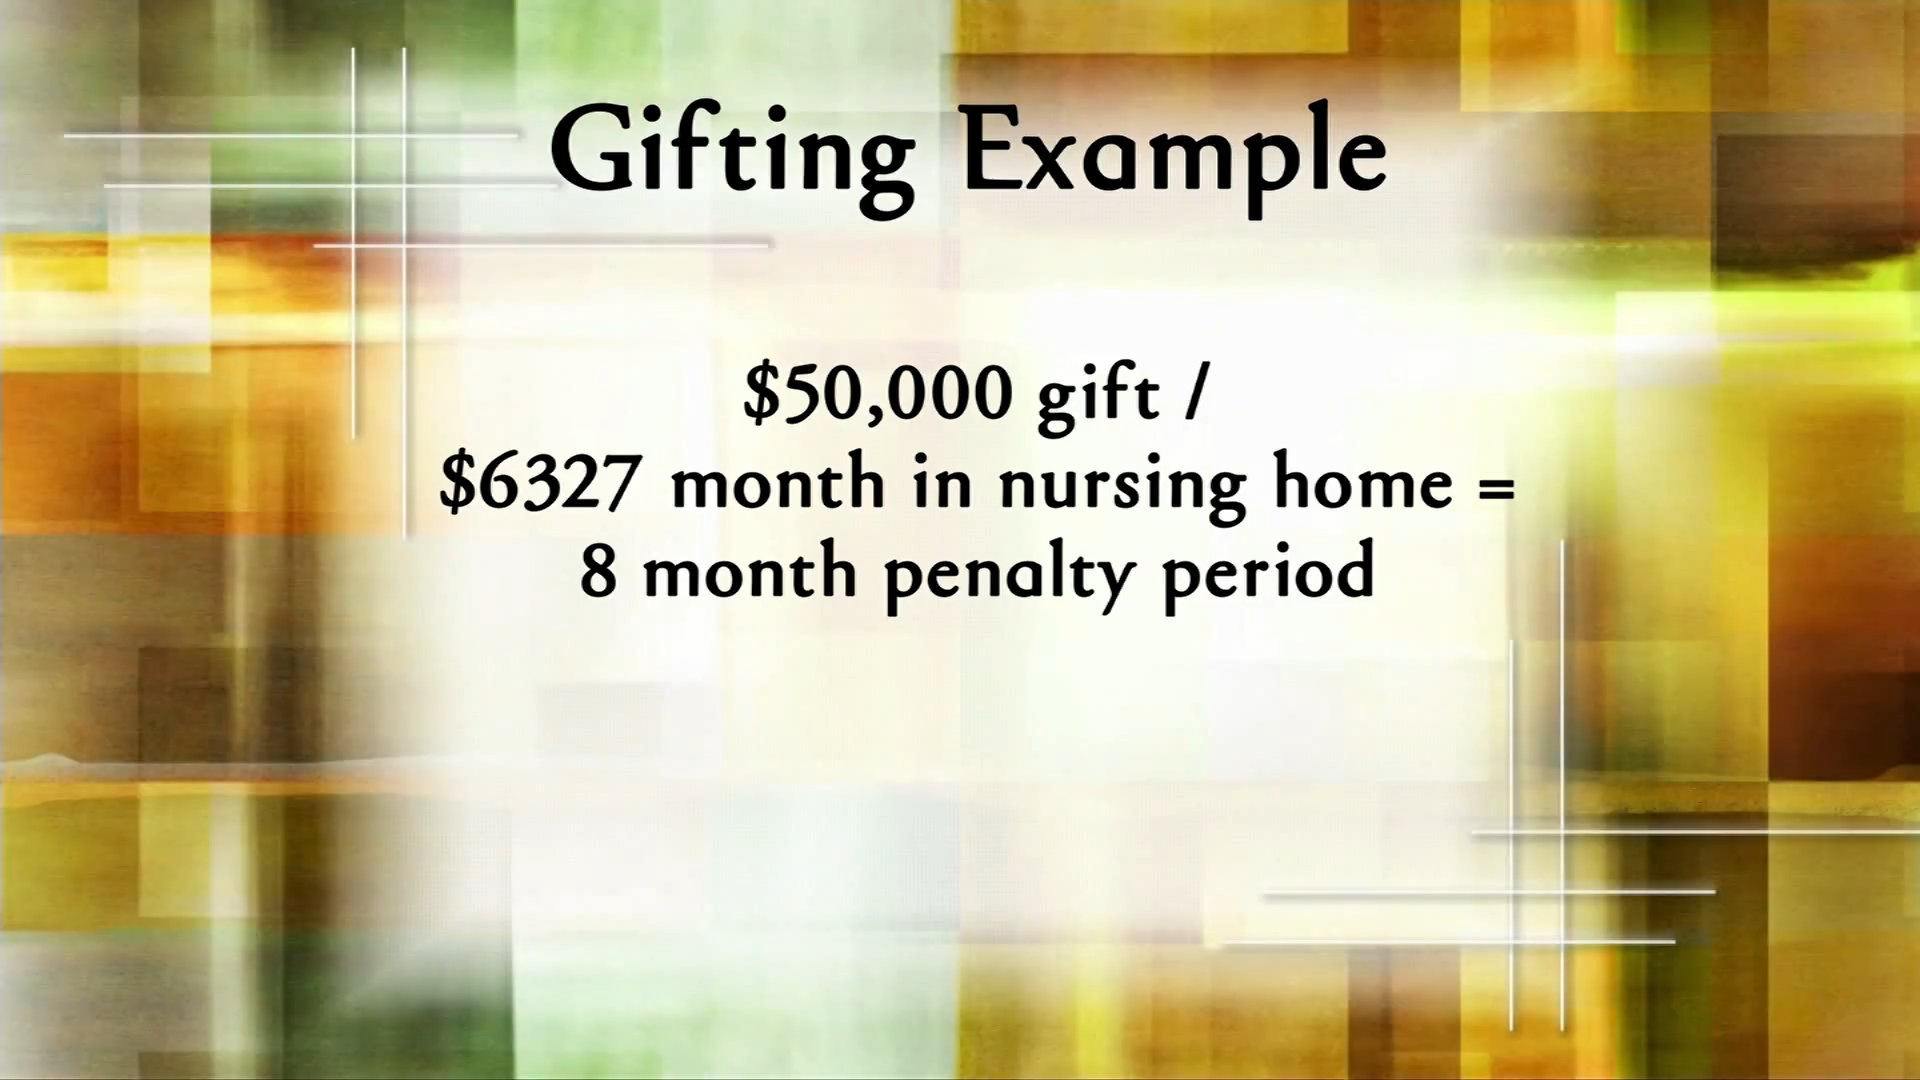 Gifting Example
$50,000 gift /
$6327 month in nursing home =
8 month penalty period